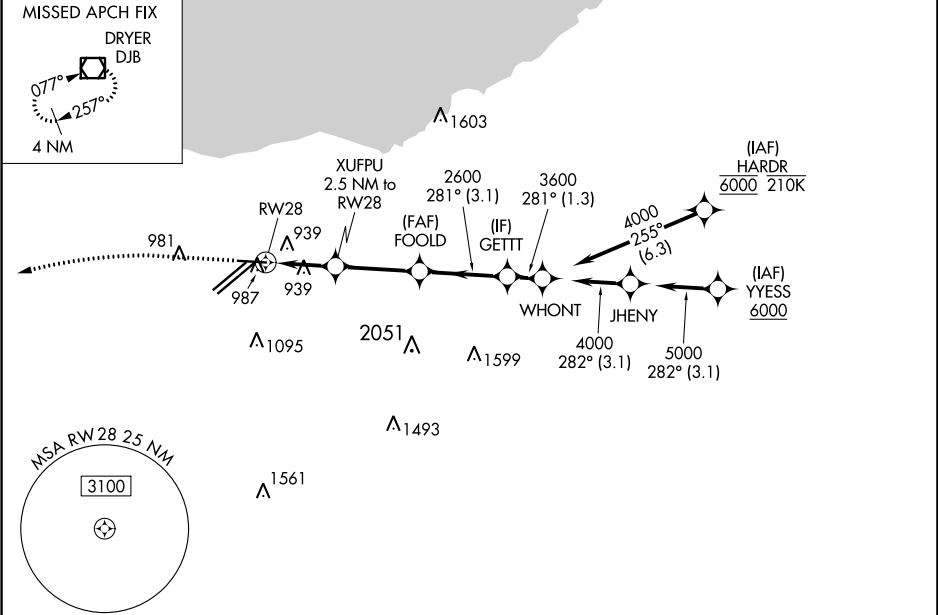 MISSED APCH FIX
DRYER
DJB
077°
257°
4 NM
1603
(IAF)
HARDR
6000 210K
XUFPU
2.5 NM to
RW28
2600
281° (3.1)
3600
281° (1.3)
4000
255°
(6.3)
RW28
(FAF)
FOOLD
(IF)
GETTT
981
939
987
939
WHONT
JHENY
(IAF)
YYESS
6000
1095
2051
1599
4000
282° (3.1)
5000
282° (3.1)
1493
MSA RW28 25 NM
3100
1561